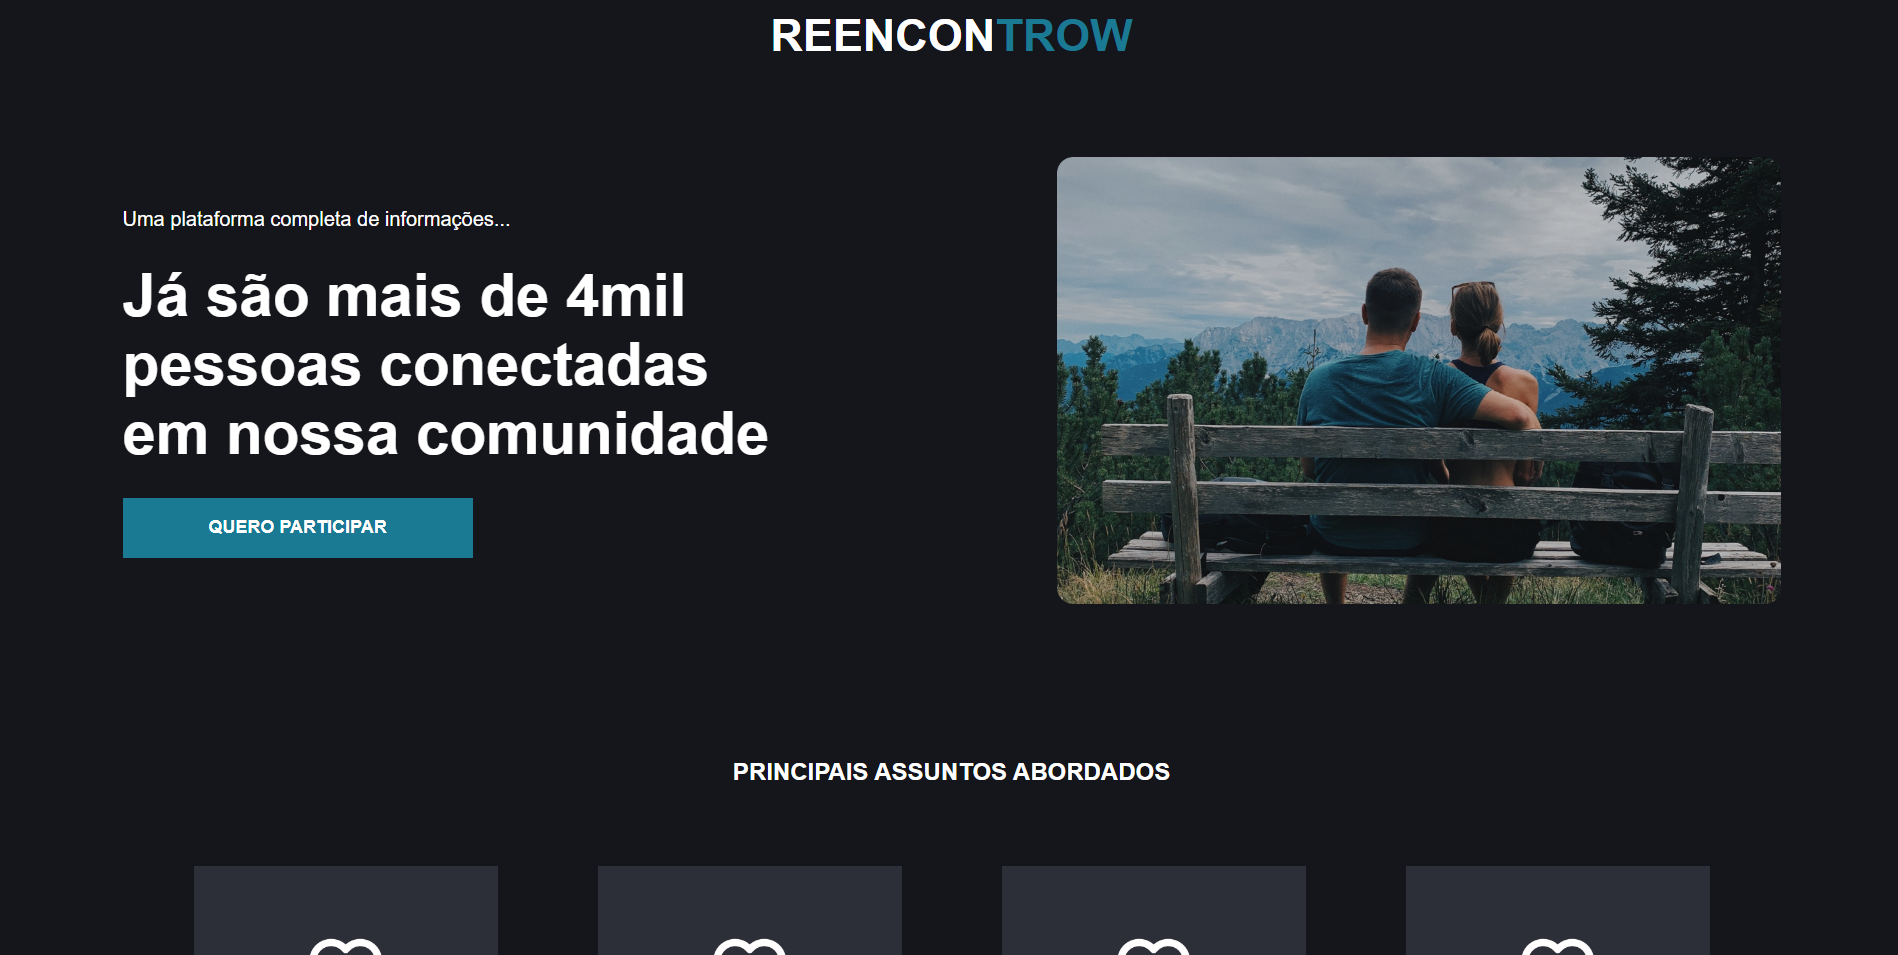 REENCONTROW
Uma plataforma completa de informações...
Já são mais de 4mil
pessoas conectadas
em nossa comunidade
QUERO PARTICIPAR
PRINCIPAIS ASSUNTOS ABORDADOS